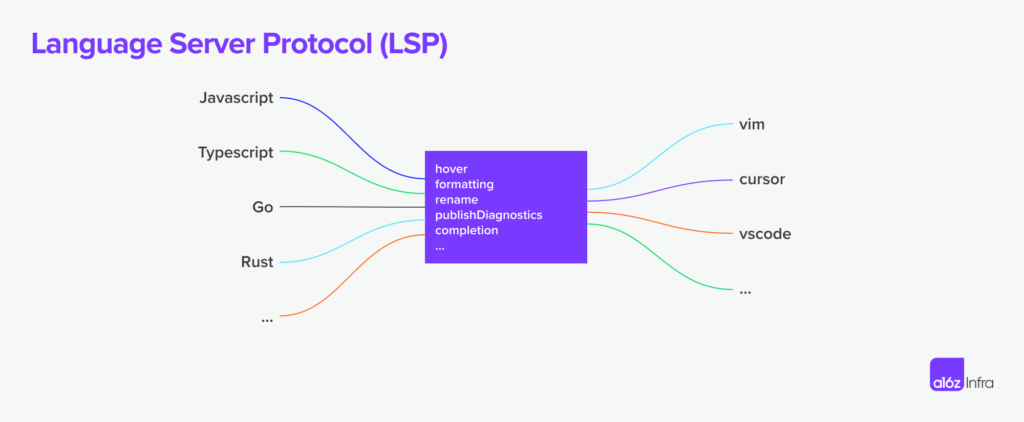 Language Server Protocol (LSP)
Javascript
Typescript
Go
Rust
...
hover
formatting
rename
publishDiagnostics
completion
...
vim
cursor
vscode
...
a16z Infra